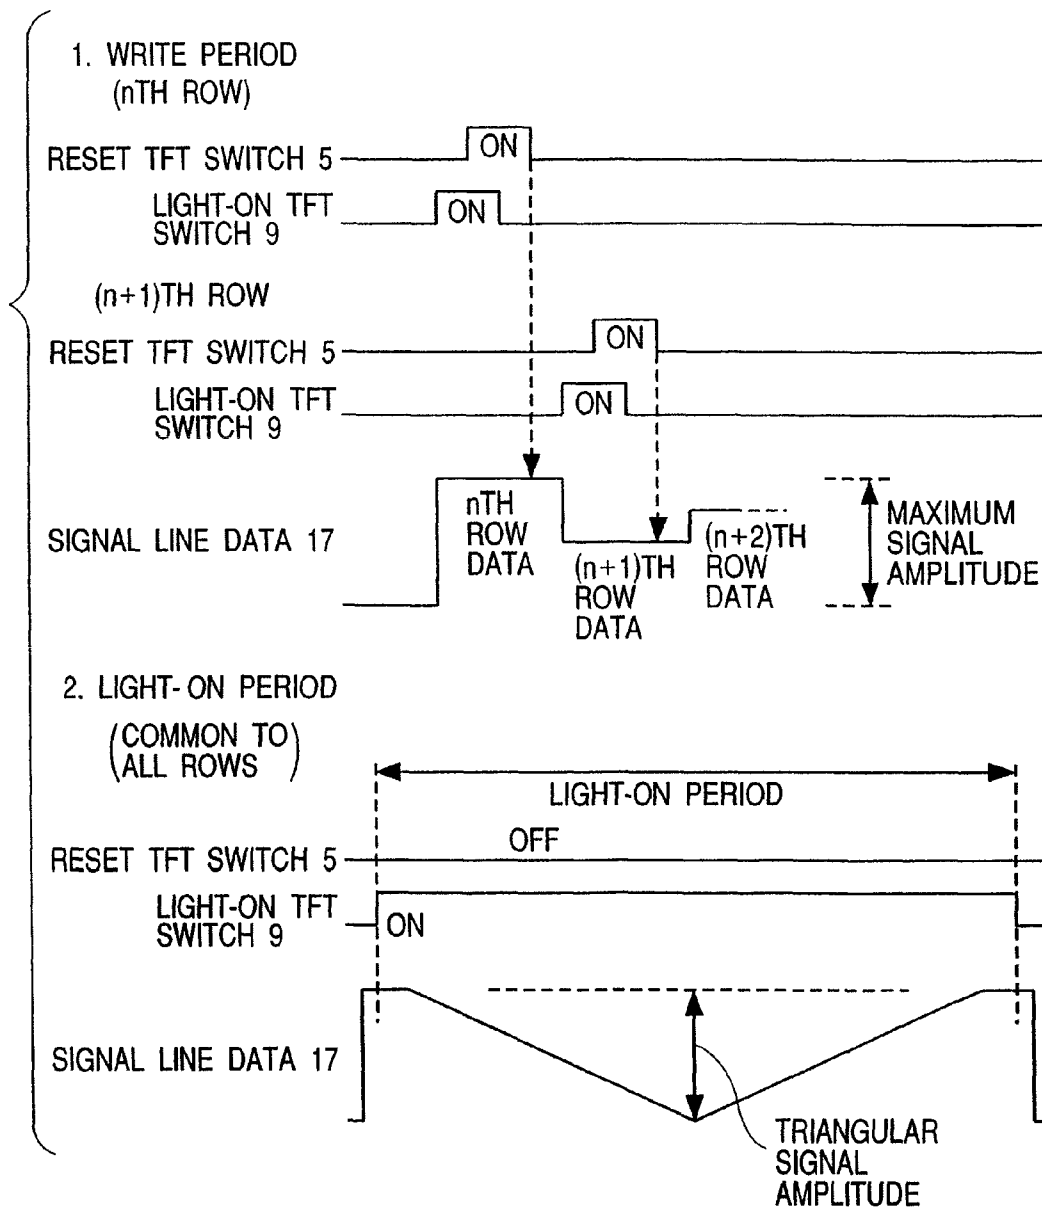 1. WRITE PERIOD
(nTH ROW)
RESET TFT SWITCH 5
ON
LIGHT-ON TFT
SWITCH 9
ON
(n+1)TH ROW
RESET TFT SWITCH 5
ON
LIGHT-ON TFT
SWITCH 9
ON
SIGNAL LINE DATA 17
nTH
ROW
DATA
(n+1)TH
ROW
DATA
(n+2)TH
ROW
DATA
MAXIMUM
SIGNAL
AMPLITUDE
2. LIGHT-ON PERIOD
(COMMON TO
ALL ROWS)
LIGHT-ON PERIOD
RESET TFT SWITCH 5
OFF
LIGHT-ON TFT
SWITCH 9
ON
SIGNAL LINE DATA 17
TRIANGULAR
SIGNAL
AMPLITUDE